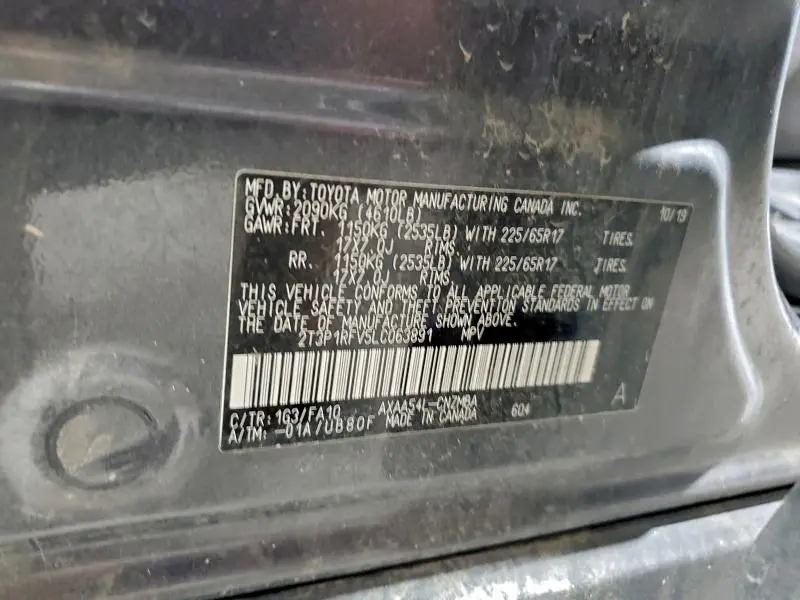 MFD.BY:TOYOTA MOTOR MANUFACTURING CANADA INC. 10/19
GVWR:2090KG (4610LB)
GAWR:FRT. 1150KG (2535LB) WITH 225/65R17 TIRES,
17X7.0J RIMS
RR. 1150KG (2535LB) WITH 225/65R17 TIRES,
17X7.0J RIMS
THIS VEHICLE CONFORMS TO ALL APPLICABLE FEDERAL MOTOR
VEHICLE SAFETY AND THEFT PREVENTION STANDARDS IN EFFECT ON
THE DATE OF MANUFACTURE SHOWN ABOVE.
2T3P1RFV5LC063891 MPV
C/TR:1G3/FA10 AXAA54L-CNZMBA 604 A
A/TM:-01A/UB80F MADE IN CANADA